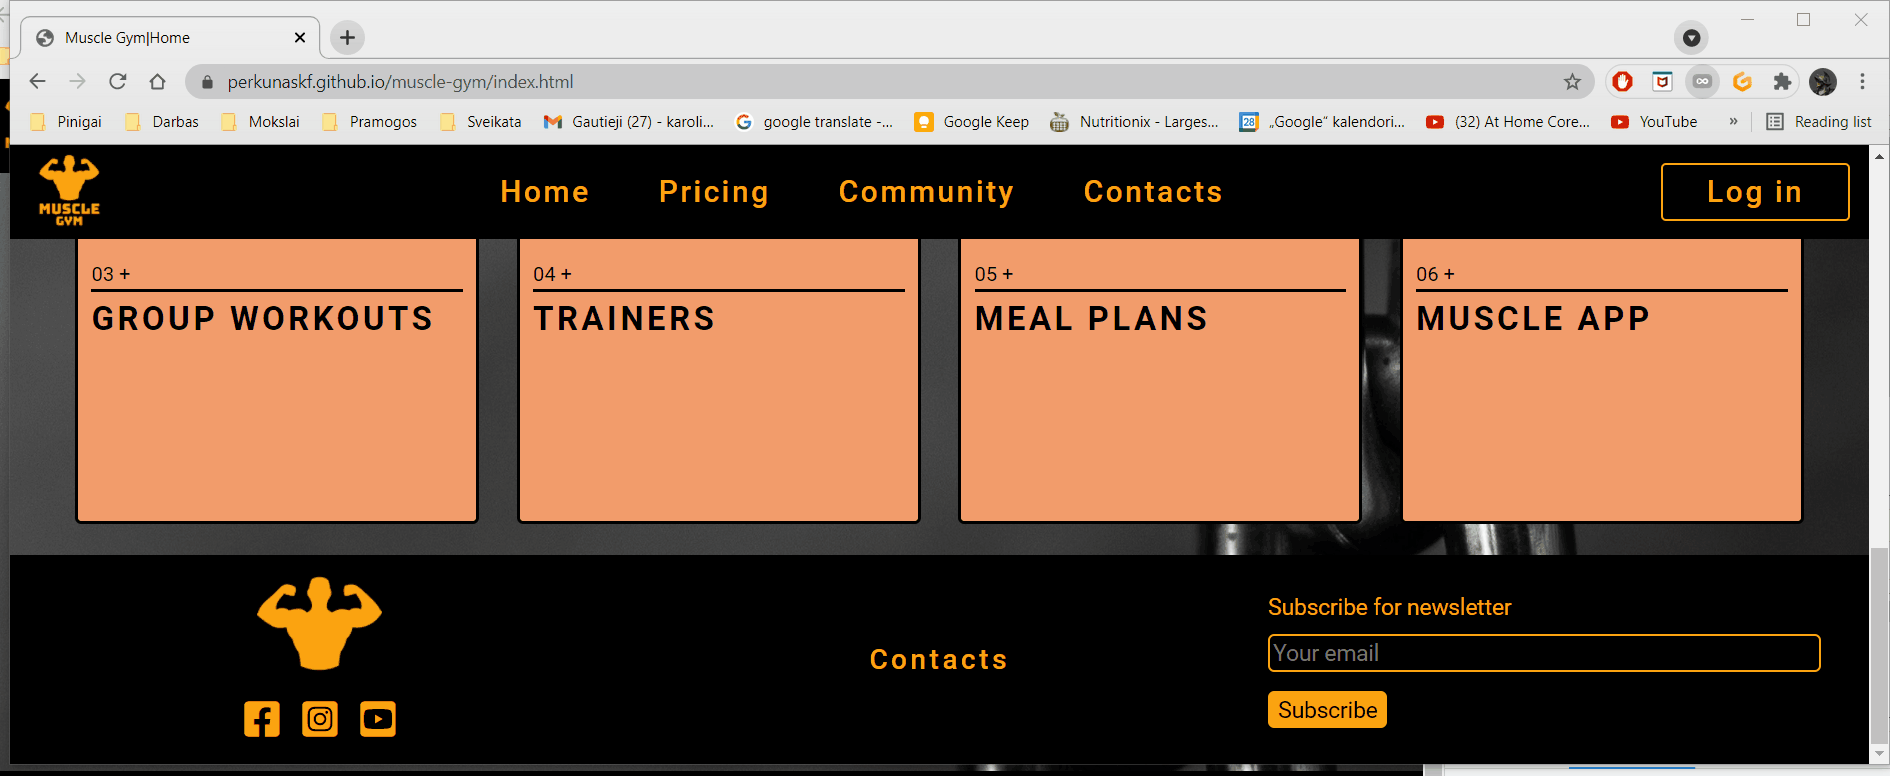 Muscle Gym|Home
perkunaskf.github.io/muscle-gym/index.html
Pinigai Darbas Mokslai Pramogos Sveikata Gautieji (27) - karoli... google translate -... Google Keep Nutritionix - Larges... 28 „Google“ kalendori... (32) At Home Core... YouTube » Reading list
MUSCLE
GYM
Home Pricing Community Contacts Log in
03 + 04 + 05 + 06 +
GROUP WORKOUTS TRAINERS MEAL PLANS MUSCLE APP
Subscribe for newsletter
Your email
Contacts
Subscribe